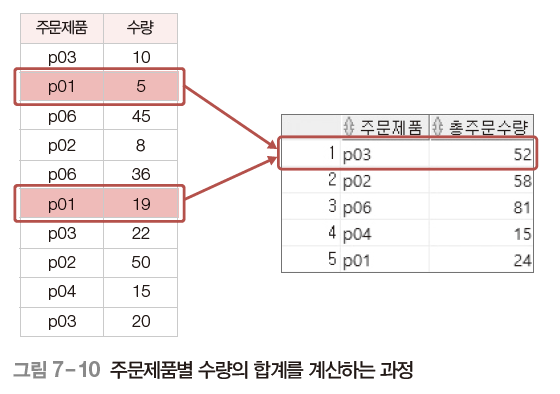 주문제품 수량
p03 10
p01 5
p06 45
p02 8
p06 36
p01 19
p03 22
p02 50
p04 15
p03 20
주문제품 총주문수량
1 p03 52
2 p02 58
3 p06 81
4 p04 15
5 p01 24
그림 7-10 주문제품별 수량의 합계를 계산하는 과정